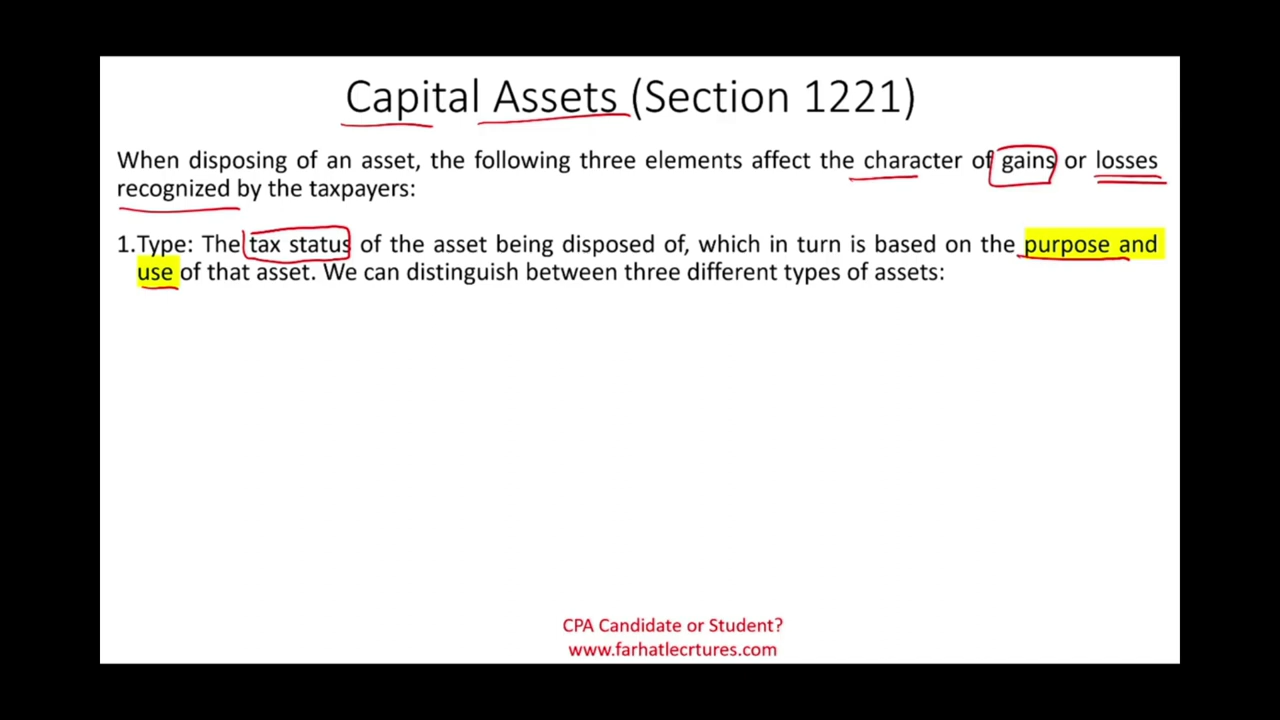 Capital Assets (Section 1221)
When disposing of an asset, the following three elements affect the character of gains or losses
recognized by the taxpayers:
1.Type: The tax status of the asset being disposed of, which in turn is based on the purpose and
use of that asset. We can distinguish between three different types of assets:
CPA Candidate or Student?
www.farhatlecrtures.com